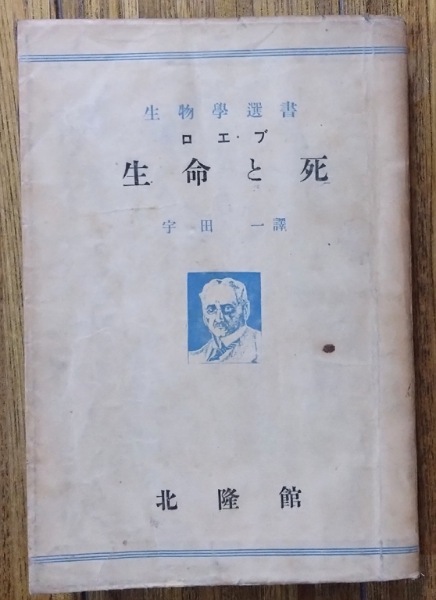 生物學選書
ロエブ
生命と死
宇田一譯
北隆館